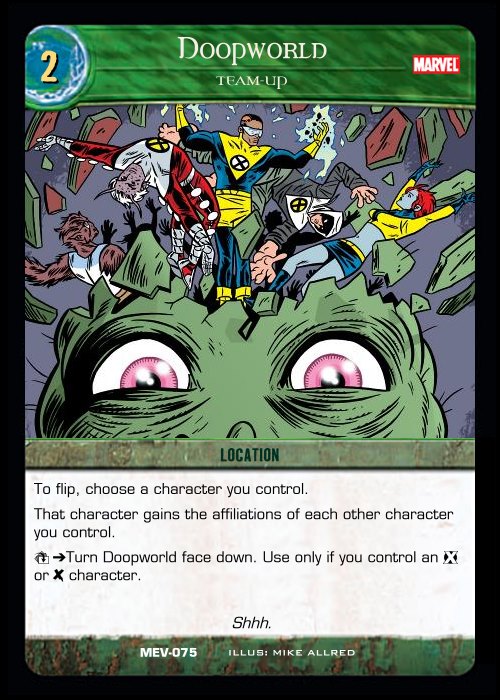 2
Doopworld
TEAM-UP
MARVEL
LOCATION
To flip, choose a character you control.
That character gains the affiliations of each other character
you control.
➔Turn Doopworld face down. Use only if you control an
or ✘ character.
Shhh.
MEV-075 ILLUS: MIKE ALLRED